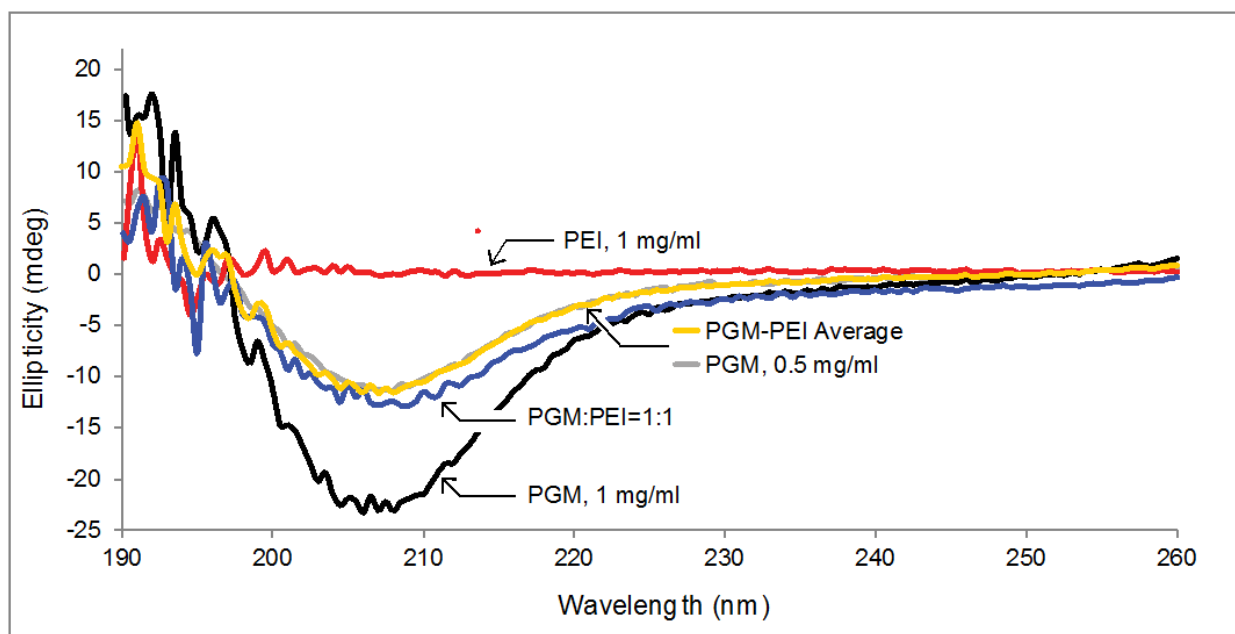 20
15
10
5
0
-5
-10
-15
-20
-25
Ellipticity (mdeg)
PEI, 1 mg/ml
PGM-PEI Average
PGM, 0.5 mg/ml
PGM:PEI=1:1
PGM, 1 mg/ml
190 200 210 220 230 240 250 260
Wavelength (nm)